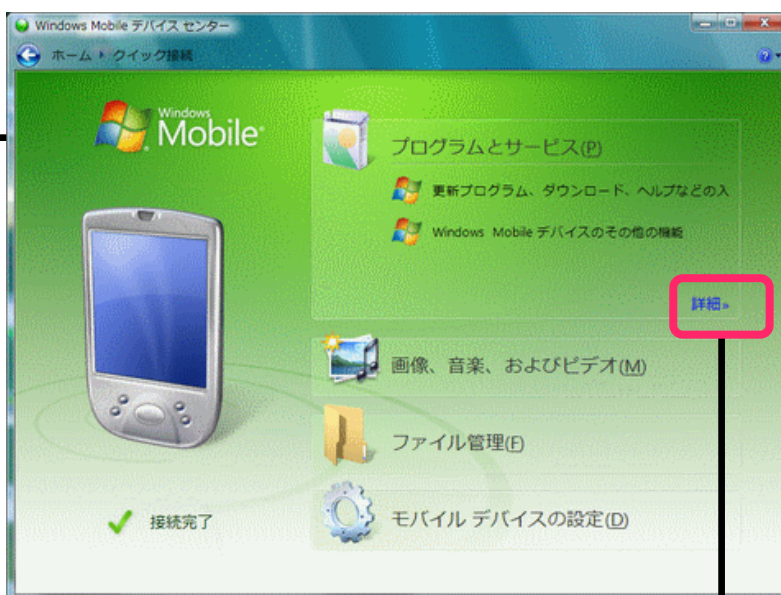 Windows Mobile デバイス センター
ホーム ▸ クイック接続
Windows
Mobile
プログラムとサービス(P)
更新プログラム、ダウンロード、ヘルプなどの入
Windows Mobile デバイスのその他の機能
詳細»
画像、音楽、およびビデオ(M)
ファイル管理(F)
モバイル デバイスの設定(D)
接続完了